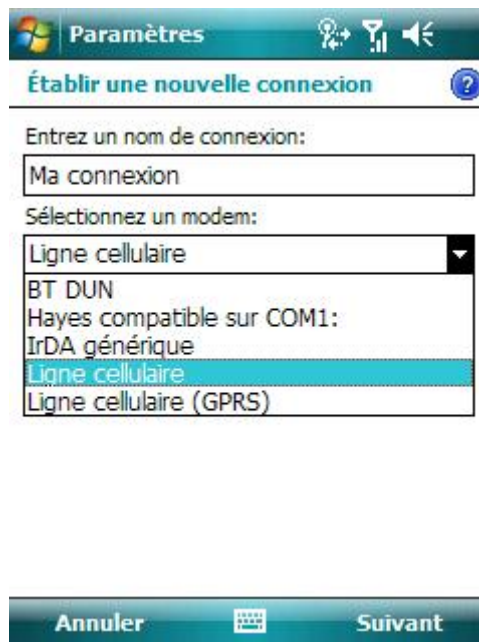 Paramètres
Établir une nouvelle connexion
Entrez un nom de connexion:
Ma connexion
Sélectionnez un modem:
Ligne cellulaire
BT DUN
Hayes compatible sur COM1:
IrDA générique
Ligne cellulaire
Ligne cellulaire (GPRS)
Annuler Suivant